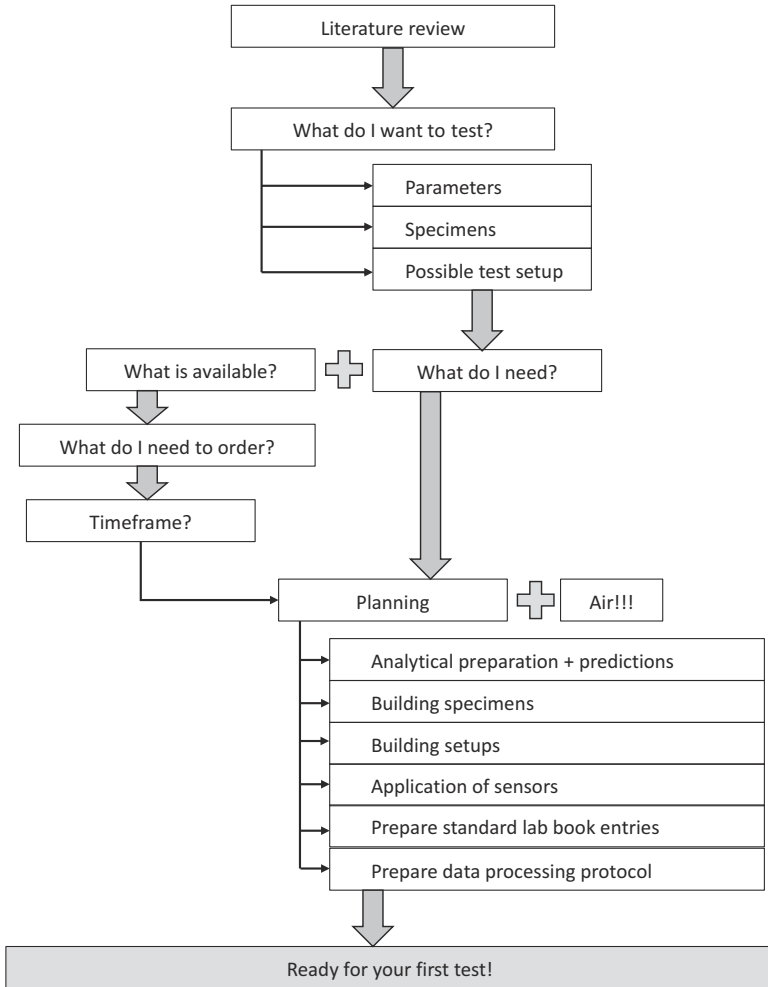 Literature review
What do I want to test?
Parameters
Specimens
Possible test setup
What is available?
What do I need?
What do I need to order?
Timeframe?
Planning
Air!!!
Analytical preparation + predictions
Building specimens
Building setups
Application of sensors
Prepare standard lab book entries
Prepare data processing protocol
Ready for your first test!